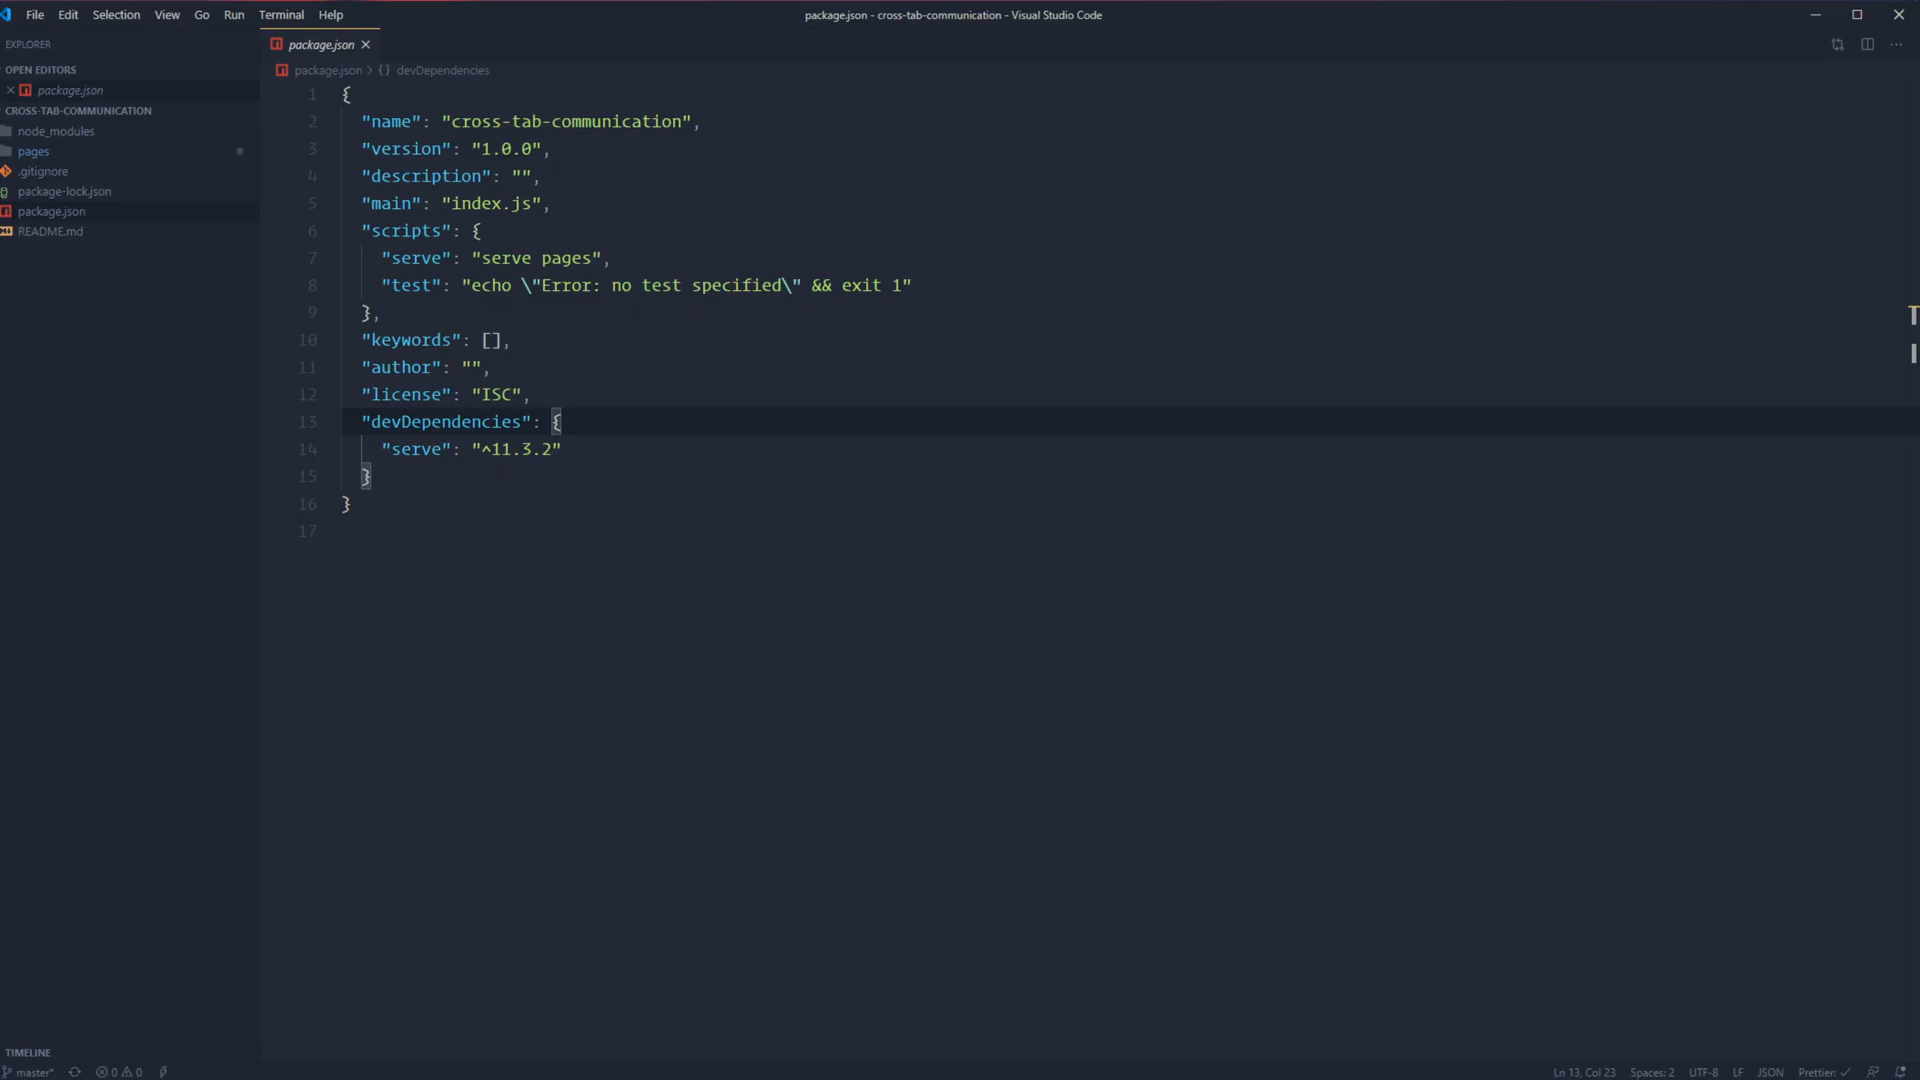 File Edit Selection View Go Run Terminal Help
package.json - cross-tab-communication - Visual Studio Code
EXPLORER
OPEN EDITORS
package.json
CROSS-TAB-COMMUNICATION
node_modules
pages
.gitignore
package-lock.json
package.json
README.md
TIMELINE
package.json
package.json > {} devDependencies
1 {
2 "name": "cross-tab-communication",
3 "version": "1.0.0",
4 "description": "",
5 "main": "index.js",
6 "scripts": {
7 "serve": "serve pages",
8 "test": "echo \"Error: no test specified\" && exit 1"
9 },
10 "keywords": [],
11 "author": "",
12 "license": "ISC",
13 "devDependencies": {
14 "serve": "^11.3.2"
15 }
16 }
17
master* 0 0 Ln 13, Col 23 Spaces: 2 UTF-8 LF JSON Prettier: ✓